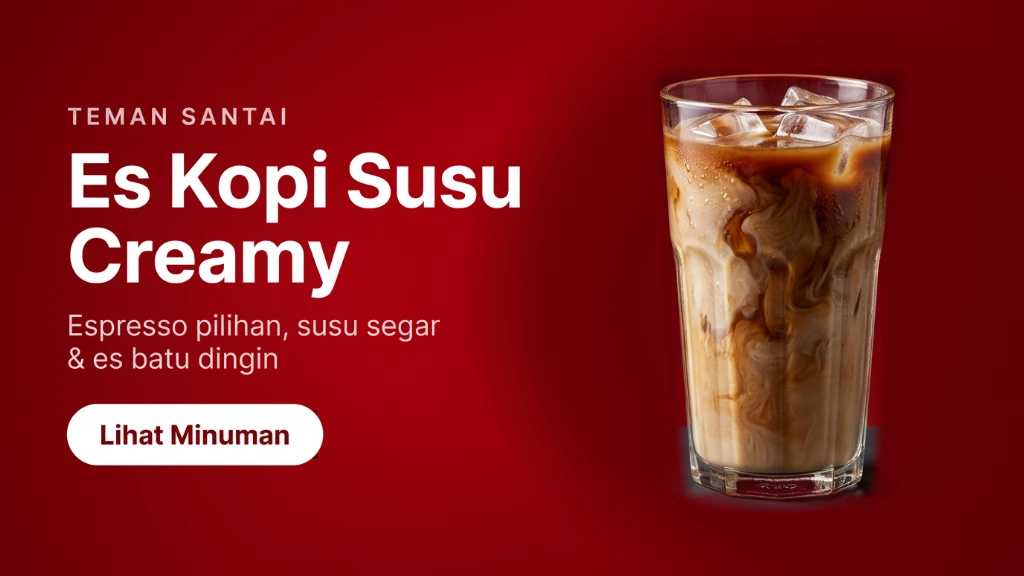 TEMAN SANTAI
Es Kopi Susu
Creamy
Espresso pilihan, susu segar
& es batu dingin
Lihat Minuman